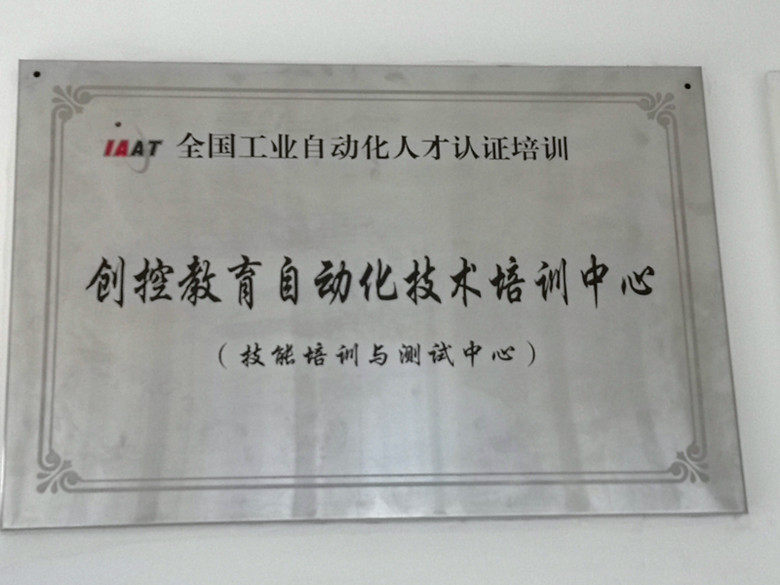 IAAT 全国工业自动化人才认证培训
创控教育自动化技术培训中心
（技能培训与测试中心）